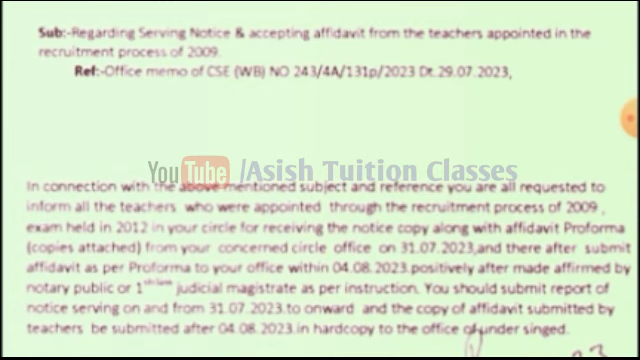 Sub:-Regarding Serving Notice & accepting affidavit from the teachers appointed in the
recruitment process of 2009.
Ref:-Office memo of CSE (WB) NO 243/4A/131p/2023 Dt.29.07.2023,
YouTube /Asish Tuition Classes
In connection with the above mentioned subject and reference you are all requested to
inform all the teachers who were appointed through the recruitment process of 2009 ,
exam held in 2012 in your circle for receiving the notice copy along with affidavit Proforma
(copies attached) from your concerned circle office on 31.07.2023,and there after submit
affidavit as per Proforma to your office within 04.08.2023.positively after made affirmed by
notary public or 1st class judicial magistrate as per instruction. You should submit report of
notice serving on and from 31.07.2023.to onward and the copy of affidavit submitted by
teachers be submitted after 04.08.2023.in hardcopy to the office of under singed.